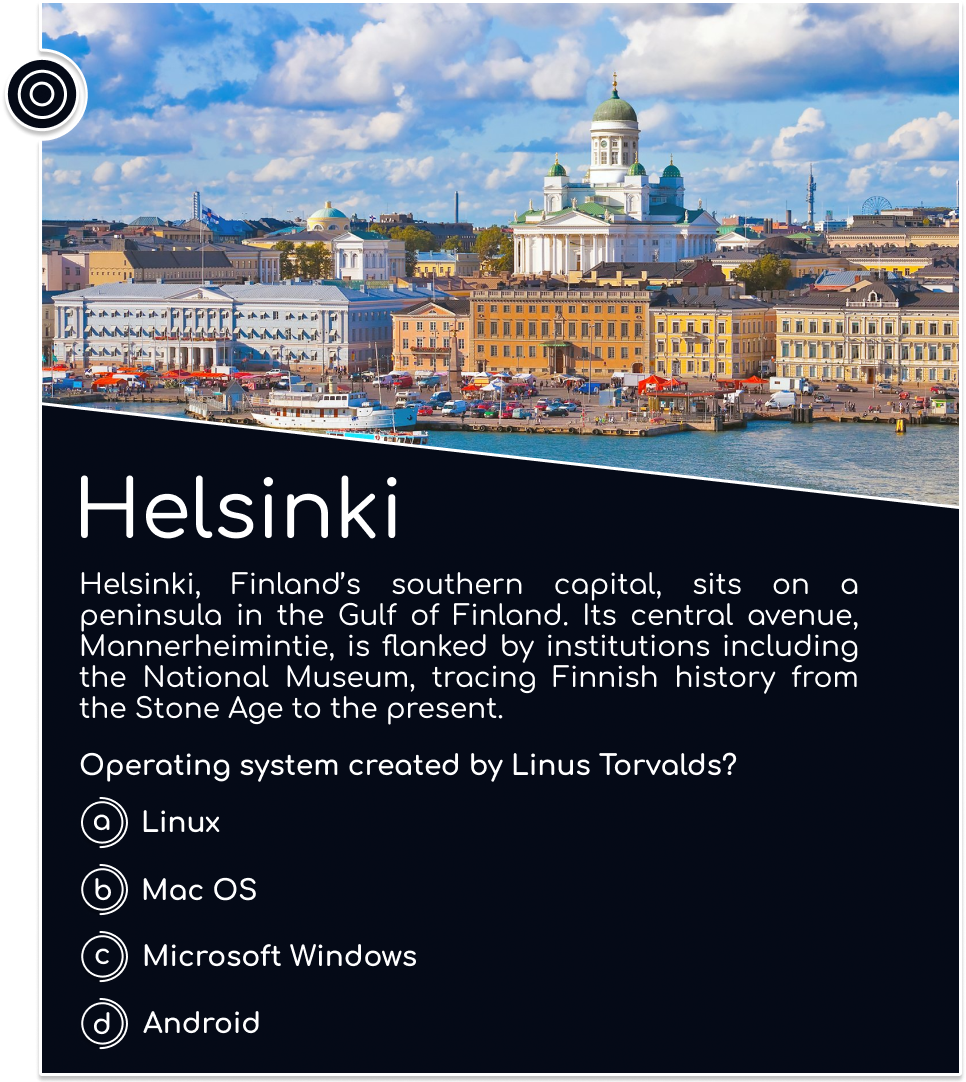 Helsinki
Helsinki, Finland’s southern capital, sits on a
peninsula in the Gulf of Finland. Its central avenue,
Mannerheimintie, is flanked by institutions including
the National Museum, tracing Finnish history from
the Stone Age to the present.
Operating system created by Linus Torvalds?
a Linux
b Mac OS
c Microsoft Windows
d Android